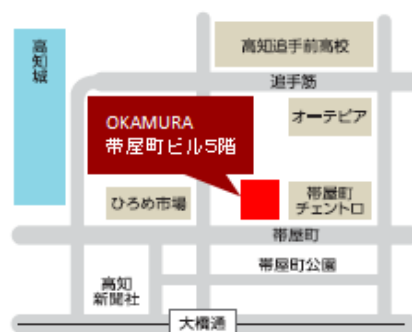 高知城
高知追手前高校
追手筋
OKAMURA
帯屋町ビル5階
オーテピア
ひろめ市場
帯屋町
チェントロ
帯屋町
帯屋町公園
高知
新聞社
大橋通